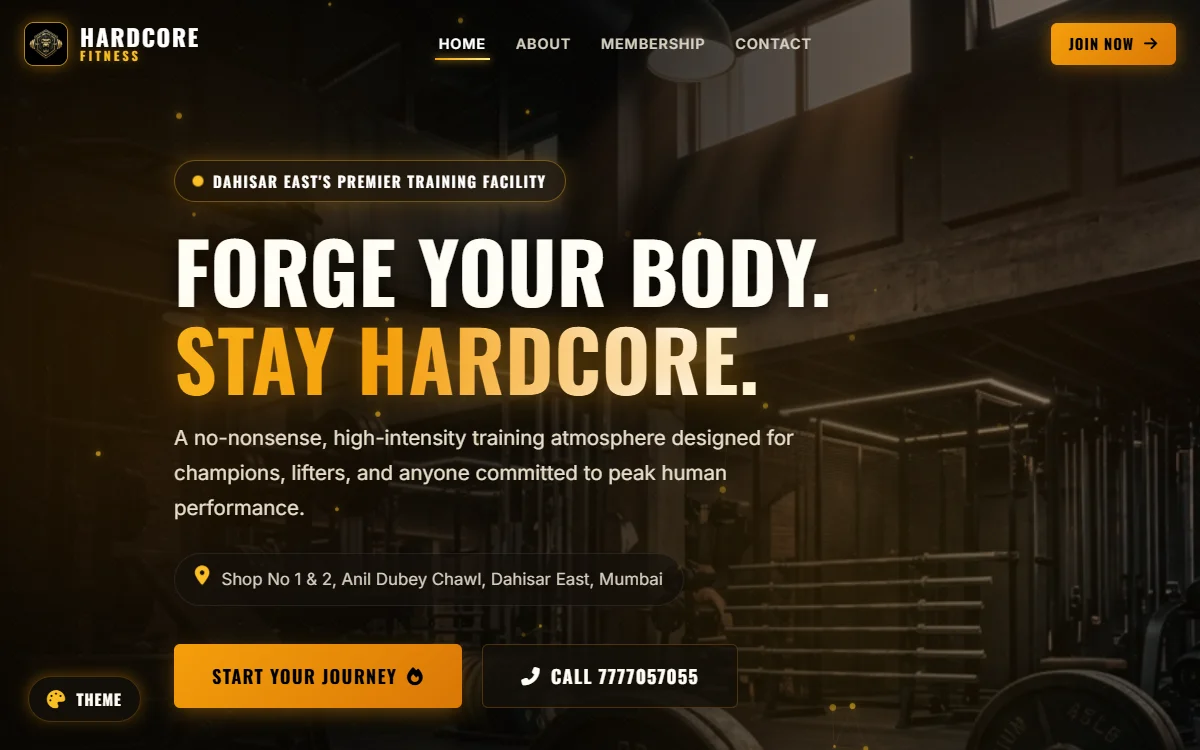 HARDCORE
FITNESS
HOME
ABOUT
MEMBERSHIP
CONTACT
JOIN NOW
DAHISAR EAST'S PREMIER TRAINING FACILITY
FORGE YOUR BODY.
STAY HARDCORE.
A no-nonsense, high-intensity training atmosphere designed for
champions, lifters, and anyone committed to peak human
performance.
Shop No 1 & 2, Anil Dubey Chawl, Dahisar East, Mumbai
START YOUR JOURNEY
CALL 7777057055
THEME